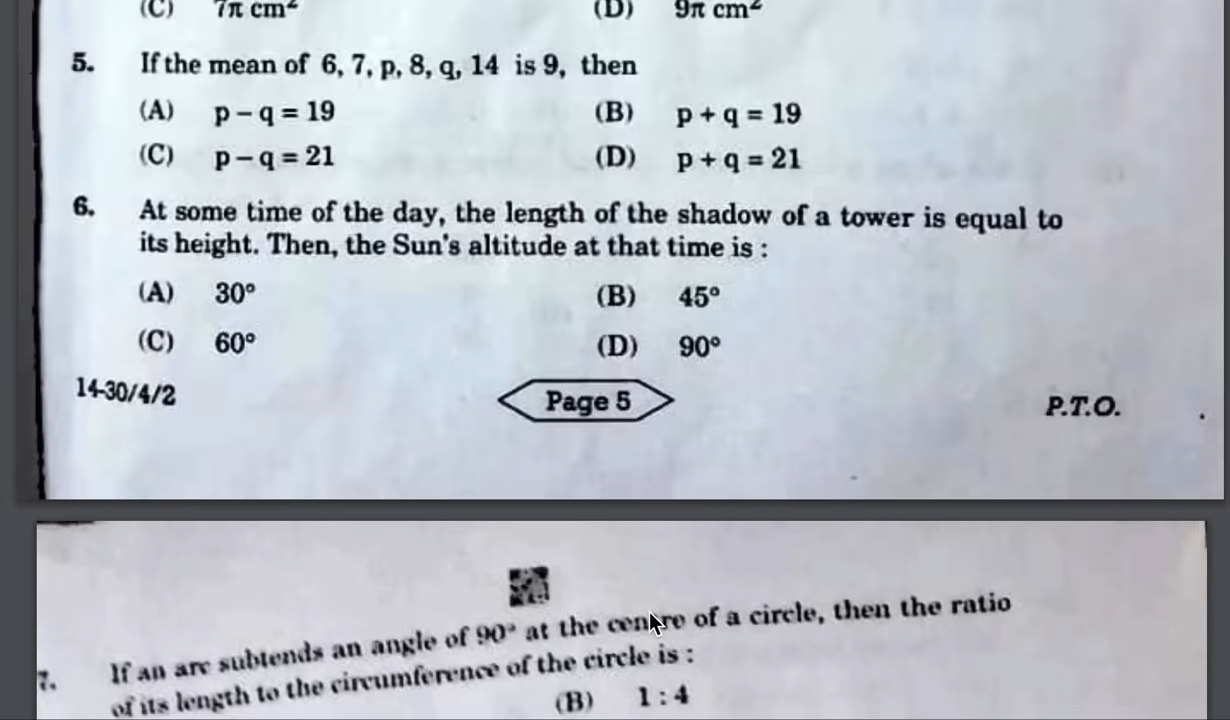 (C) 7π cm² (D) 9π cm²
5. If the mean of 6, 7, p, 8, q, 14 is 9, then
(A) p – q = 19 (B) p + q = 19
(C) p – q = 21 (D) p + q = 21
6. At some time of the day, the length of the shadow of a tower is equal to
its height. Then, the Sun's altitude at that time is :
(A) 30° (B) 45°
(C) 60° (D) 90°
14-30/4/2 Page 5 P.T.O.
7. If an arc subtends an angle of 90° at the centre of a circle, then the ratio
of its length to the circumference of the circle is :
(B) 1 : 4